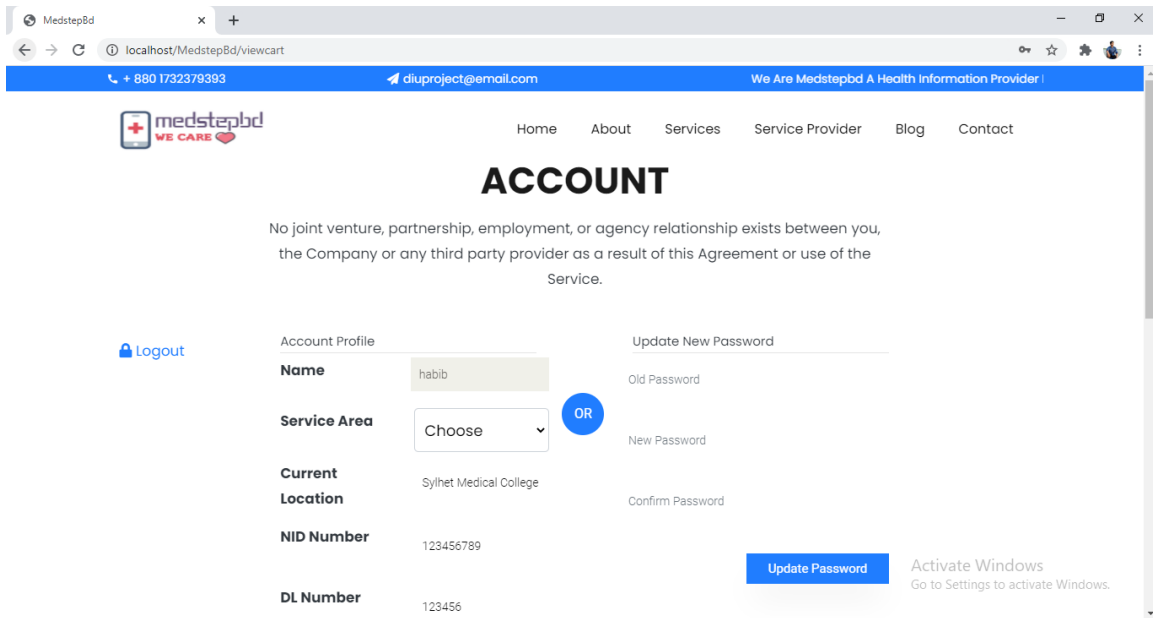 MedstepBd
localhost/MedstepBd/viewcart
+ 880 1732379393
diuproject@email.com
We Are Medstepbd A Health Information Provider
medstepbd
WE CARE
Home About Services Service Provider Blog Contact
ACCOUNT
No joint venture, partnership, employment, or agency relationship exists between you,
the Company or any third party provider as a result of this Agreement or use of the
Service.
Logout
Account Profile
Name
habib
Service Area
Choose
Current
Location
Sylhet Medical College
NID Number
123456789
DL Number
123456
OR
Update New Password
Old Password
New Password
Confirm Password
Update Password
Activate Windows
Go to Settings to activate Windows.